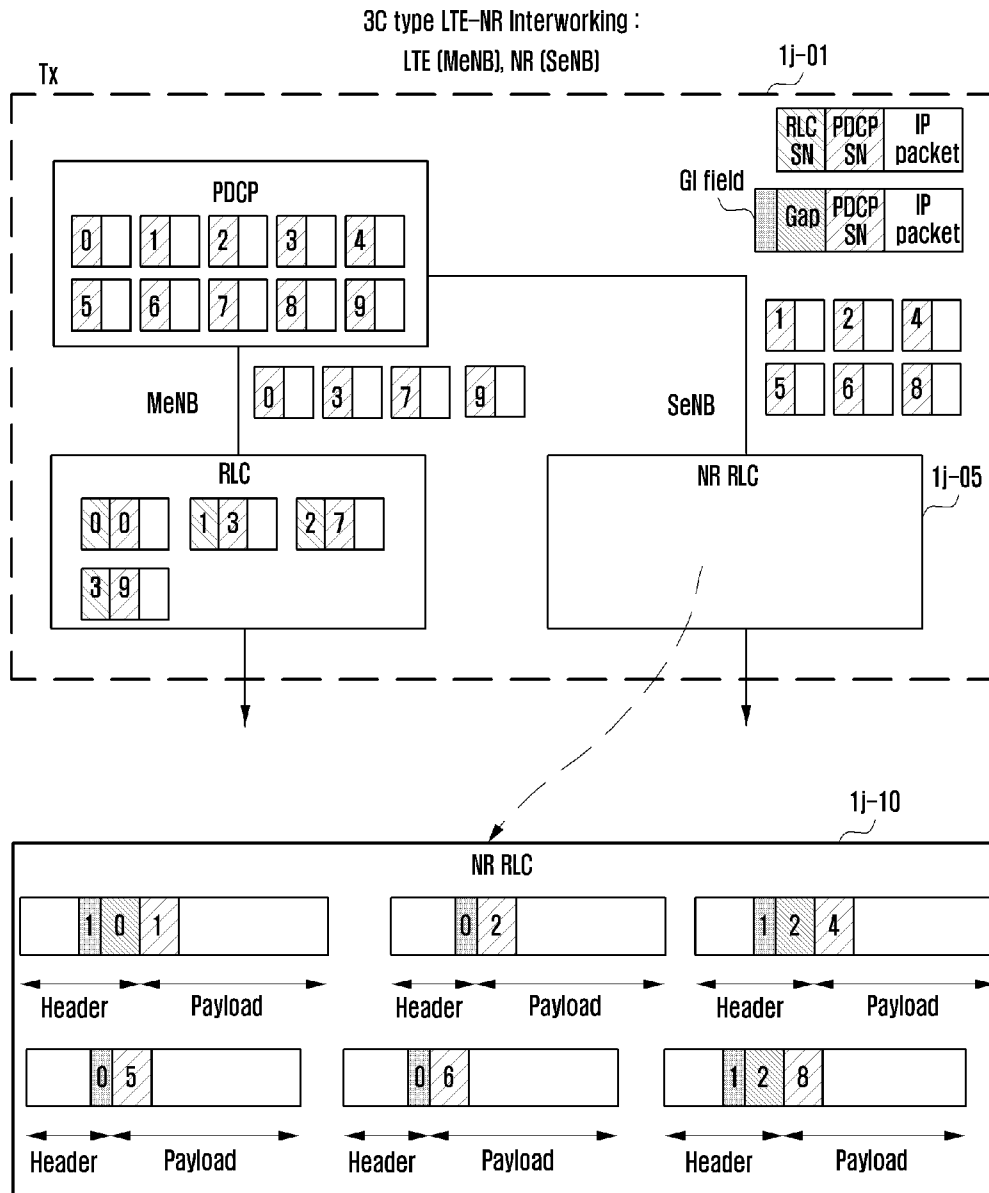 3C type LTE-NR Interworking :
LTE (MeNB), NR (SeNB)
Tx
1j-01
RLC SN PDCP SN IP packet
GI field
Gap PDCP SN IP packet
PDCP
0 1 2 3 4
5 6 7 8 9
1 2 4
5 6 8
MeNB
0 3 7 9
SeNB
RLC
0 0 1 3 2 7
3 9
NR RLC
1j-05
1j-10
NR RLC
1 0 1 0 2 1 2 4
Header Payload Header Payload Header Payload
0 5 0 6 1 2 8
Header Payload Header Payload Header Payload